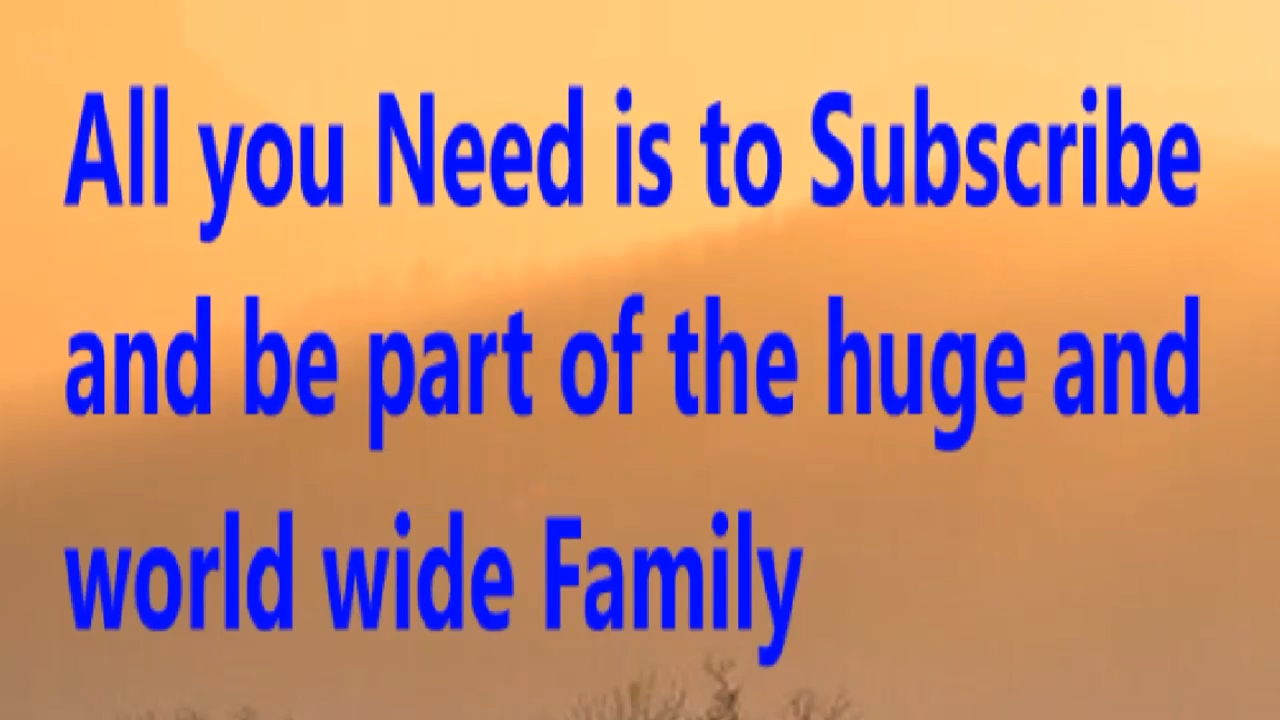 All you Need is to Subscribe
and be part of the huge and
world wide Family